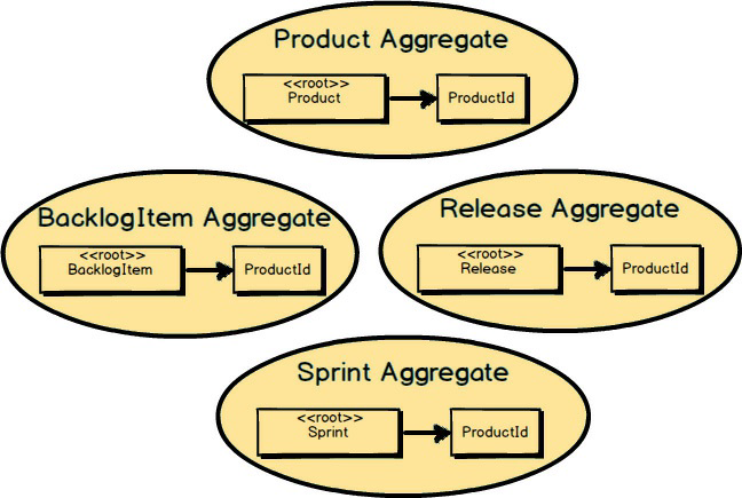 Product Aggregate
<<root>>
Product
ProductId
BacklogItem Aggregate
<<root>>
BacklogItem
ProductId
Release Aggregate
<<root>>
Release
ProductId
Sprint Aggregate
<<root>>
Sprint
ProductId